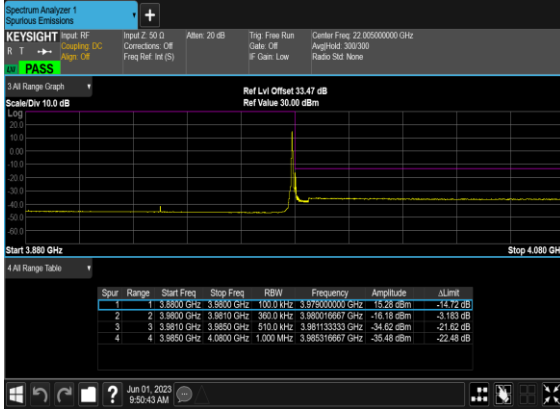 Spectrum Analyzer 1
Spurious Emissions
KEYSIGHT Input: RF Input Z: 50 Ω Atten: 20 dB Trig: Free Run Center Freq: 22.005000000 GHz
R T Coupling: DC Corrections: Off Gate: Off Avg|Hold: 300/300
Align: Off Freq Ref: Int (S) IF Gain: Low Radio Std: None
PASS
3 All Range Graph
Ref Lvl Offset 33.47 dB
Scale/Div 10.0 dB Ref Value 30.00 dBm
Log
20.0
10.0
0.00
-10.0
-20.0
-30.0
-40.0
-50.0
-60.0
Start 3.880 GHz Stop 4.080 GH
4 All Range Table
Spur Range Start Freq Stop Freq RBW Frequency Amplitude ΔLimit
1 1 3.8800 GHz 3.9800 GHz 100.0 kHz 3.979000000 GHz 15.28 dBm -14.72 dB
2 2 3.9800 GHz 3.9810 GHz 360.0 kHz 3.980016667 GHz -16.18 dBm -3.183 dB
3 3 3.9810 GHz 3.9850 GHz 510.0 kHz 3.981133333 GHz -34.62 dBm -21.62 dB
4 4 3.9850 GHz 4.0800 GHz 1.000 MHz 3.985316667 GHz -35.48 dBm -22.48 dB
Jun 01, 2023
9:50:43 AM